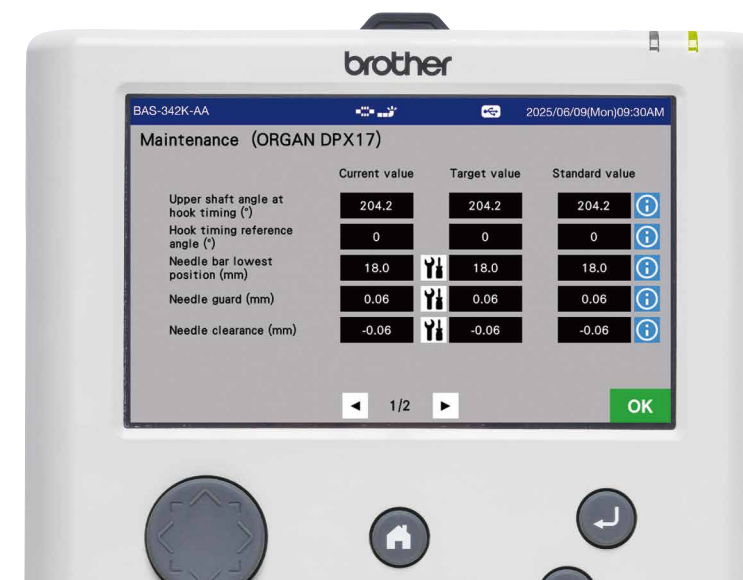 brother
BAS-342K-AA
2025/06/09(Mon)09:30AM
Maintenance (ORGAN DPX17)
Current value Target value Standard value
Upper shaft angle at
hook timing (°)
204.2 204.2 204.2
Hook timing reference
angle (°)
0 0 0
Needle bar lowest
position (mm)
18.0 18.0 18.0
Needle guard (mm) 0.06 0.06 0.06
Needle clearance (mm) -0.06 -0.06 -0.06
1/2
OK